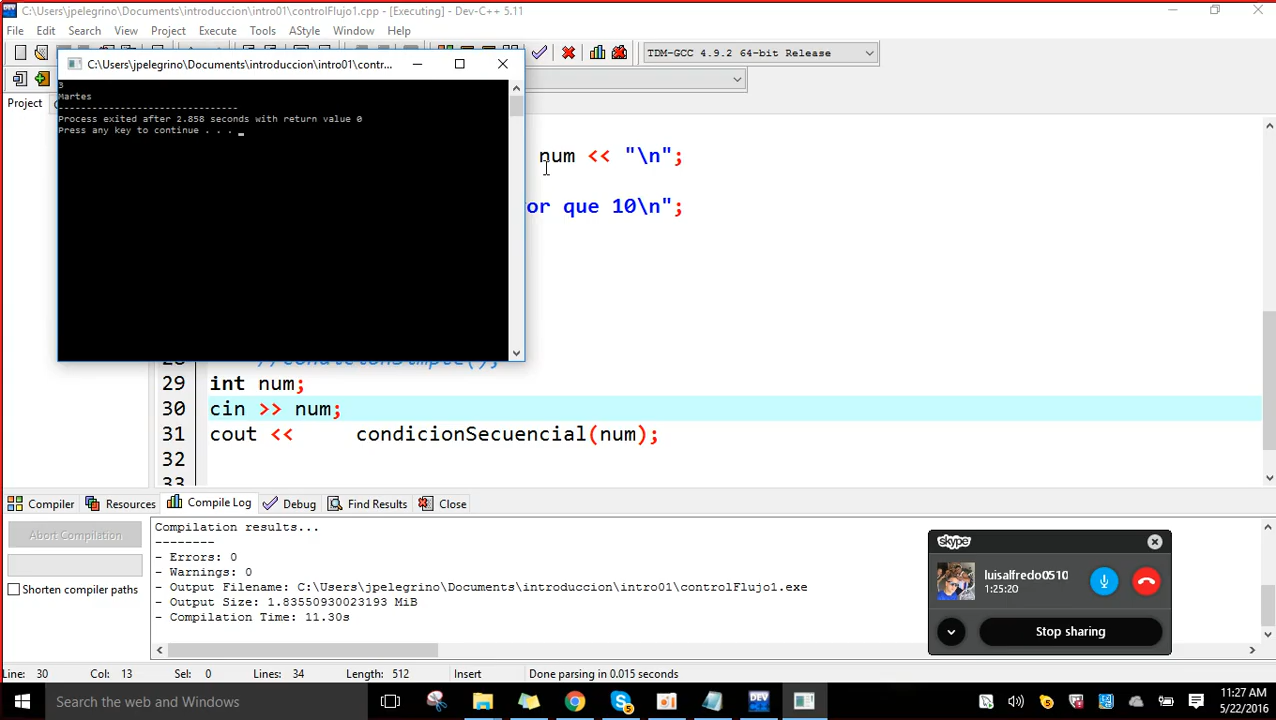 C:\Users\jpelegrino\Documents\introduccion\intro01\controlFlujo1.cpp - [Executing] - Dev-C++ 5.11
File Edit Search View Project Execute Tools AStyle Window Help
TDM-GCC 4.9.2 64-bit Release
C:\Users\jpelegrino\Documents\introduccion\intro01\contr...
3
Martes
--------------------------------
Process exited after 2.858 seconds with return value 0
Press any key to continue . . .
Project
num << "\n";
or que 10\n";
29 int num;
30 cin >> num;
31 cout << condicionSecuencial(num);
32
33
Compiler Resources Compile Log Debug Find Results Close
Abort Compilation
Shorten compiler paths
Compilation results...
--------
- Errors: 0
- Warnings: 0
- Output Filename: C:\Users\jpelegrino\Documents\introduccion\intro01\controlFlujo1.exe
- Output Size: 1.83550930023193 MiB
- Compilation Time: 11.30s
skype
luisalfredo0510
1:25:20
Stop sharing
Line: 30 Col: 13 Sel: 0 Lines: 34 Length: 512 Insert Done parsing in 0.015 seconds
Search the web and Windows
11:27 AM
5/22/2016